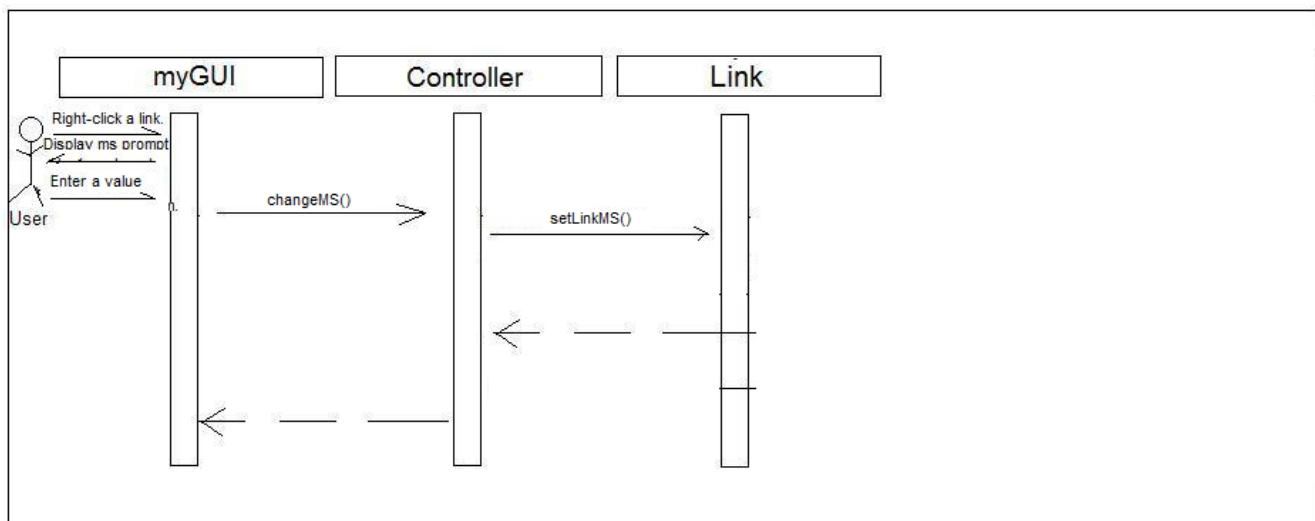 myGUI
Controller
Link
Right-click a link.
Display ms prompt
Enter a value
User
n.
changeMS()
setLinkMS()